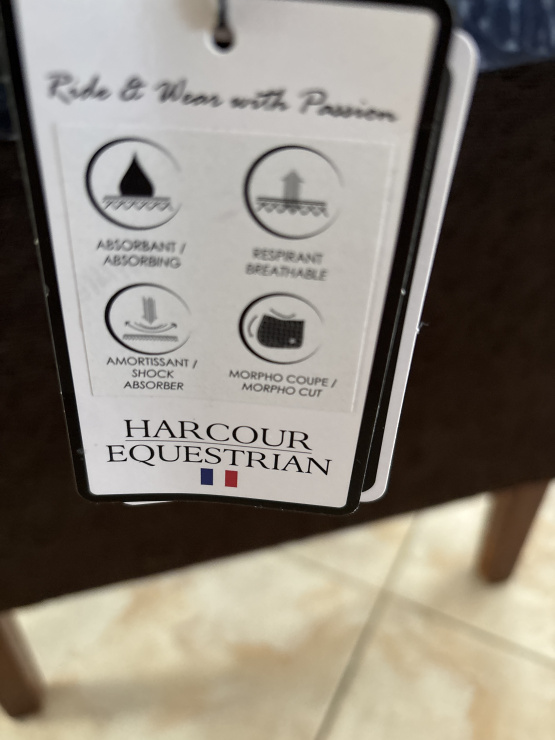 Ride & Wear with Passion
ABSORBANT /
ABSORBING
RESPIRANT
BREATHABLE
AMORTISSANT /
SHOCK
ABSORBER
MORPHO COUPE /
MORPHO CUT
HARCOUR
EQUESTRIAN